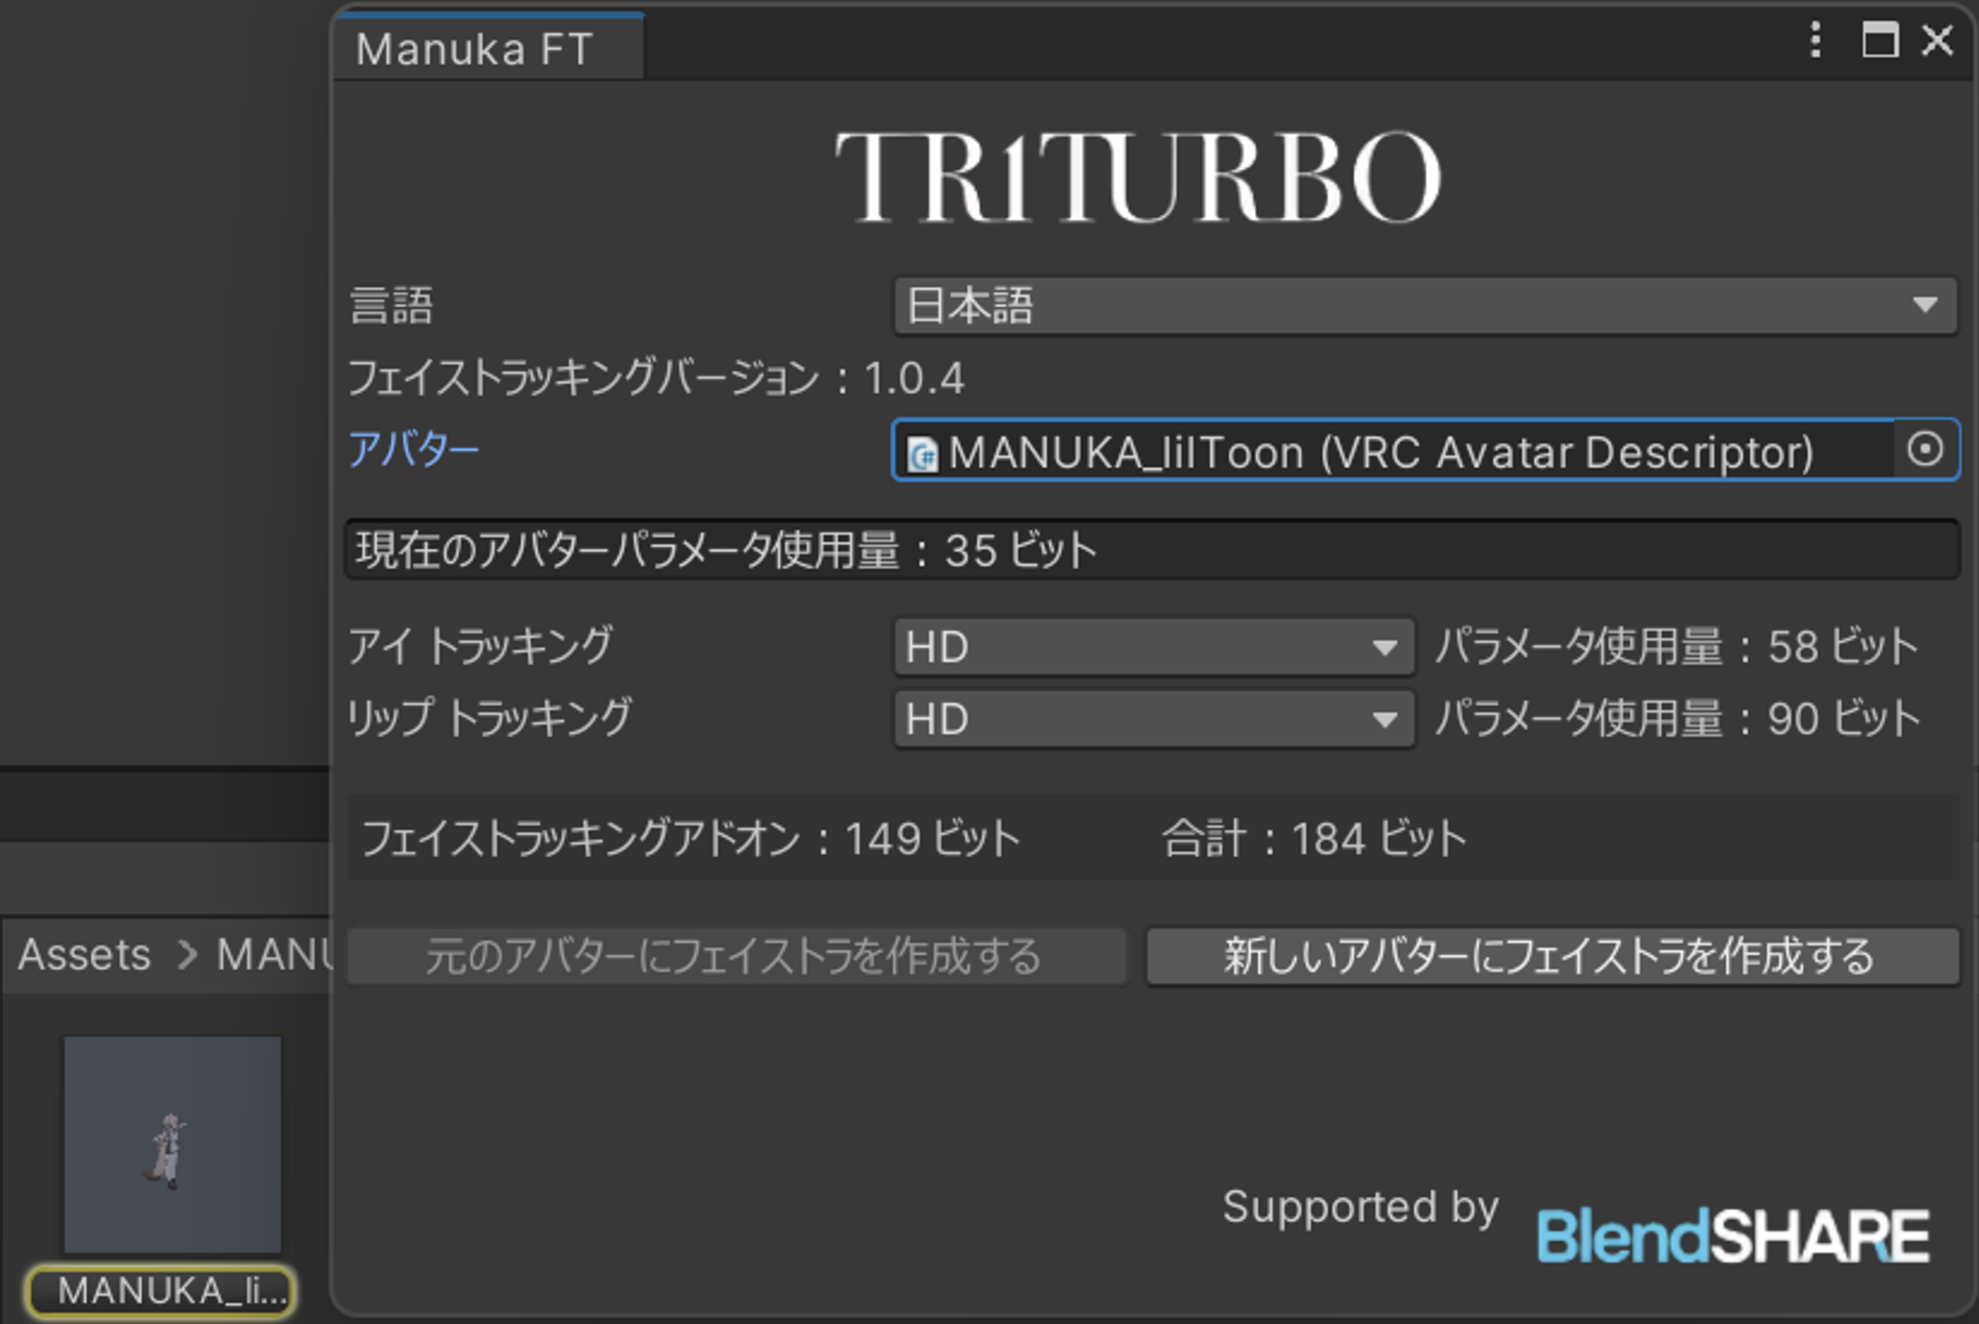 Manuka FT
TR1TURBO
言語 日本語
フェイストラッキングバージョン：1.0.4
アバター MANUKA_lilToon (VRC Avatar Descriptor)
現在のアバターパラメータ使用量：35 ビット
アイ トラッキング HD パラメータ使用量：58 ビット
リップ トラッキング HD パラメータ使用量：90 ビット
フェイストラッキングアドオン：149 ビット 合計：184 ビット
Assets > MANU
元のアバターにフェイストラを作成する 新しいアバターにフェイストラを作成する
Supported by BlendSHARE
MANUKA_li...